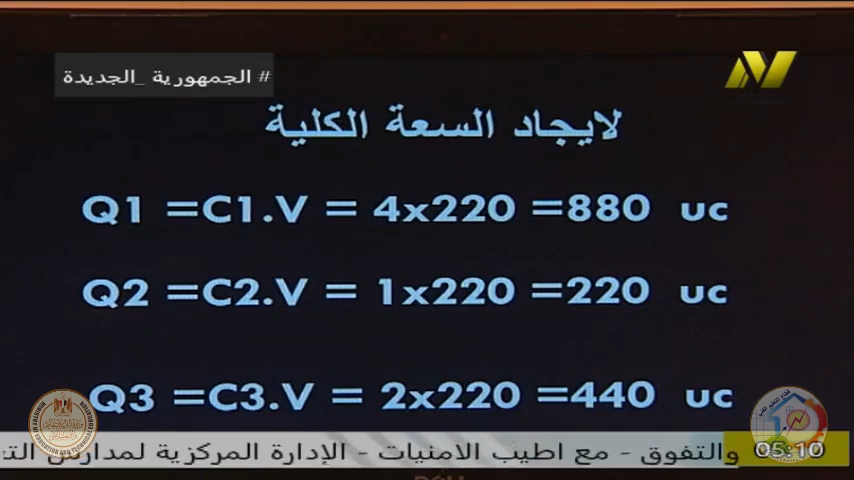 # الجمهورية _الجديدة
لايجاد السعة الكلية
Q1 =C1.V = 4x220 =880 uc
Q2 =C2.V = 1x220 =220 uc
Q3 =C3.V = 2x220 =440 uc
والتفوق - مع اطيب الامنيات - الإدارة المركزية لمدارس
05:10